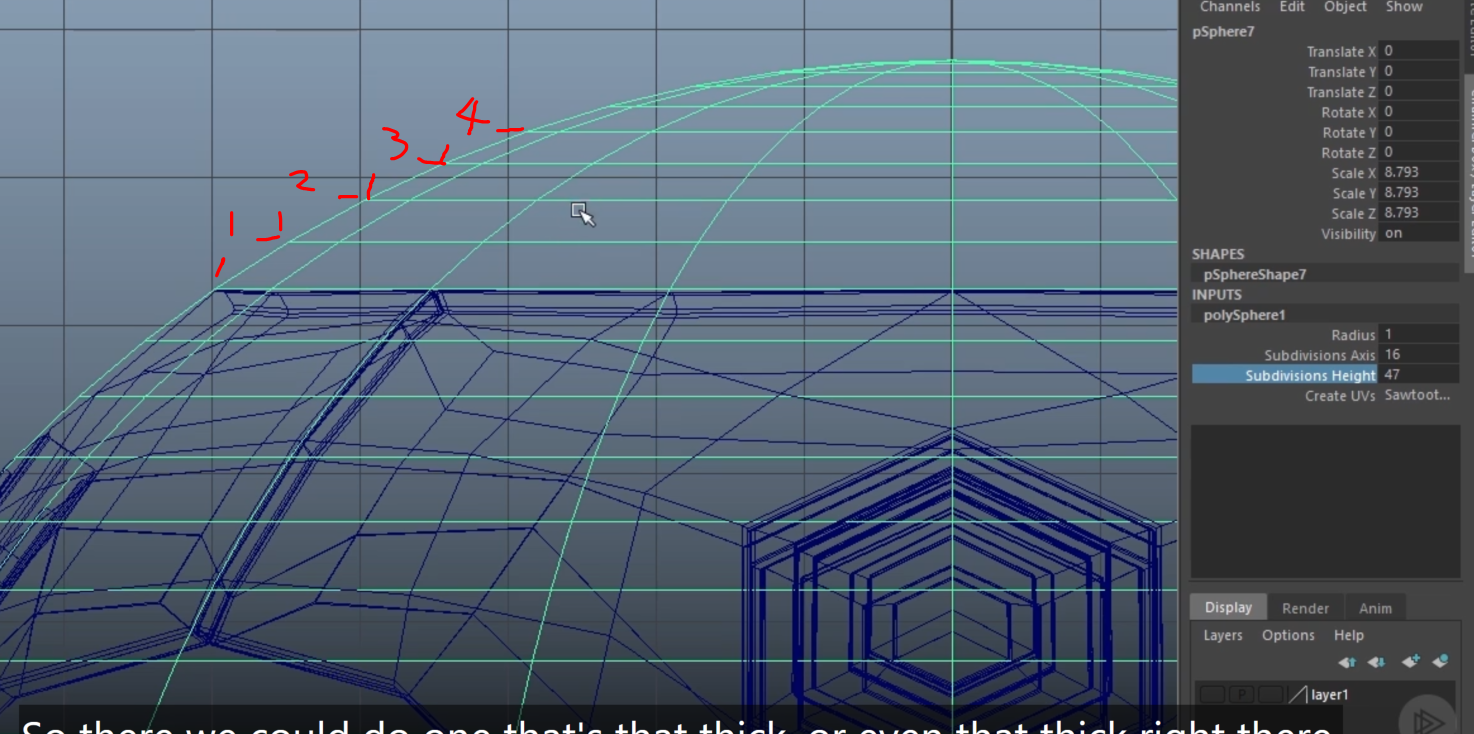 Channels Edit Object Show
pSphere7
Translate X 0
Translate Y 0
Translate Z 0
Rotate X 0
Rotate Y 0
Rotate Z 0
Scale X 8.793
Scale Y 8.793
Scale Z 8.793
Visibility on
SHAPES
pSphereShape7
INPUTS
polySphere1
Radius 1
Subdivisions Axis 16
Subdivisions Height 47
Create UVs Sawtoot...
4
3
2
1
Display Render Anim
Layers Options Help
P layer1
So there we could do one that's that thick, or even that thick right there